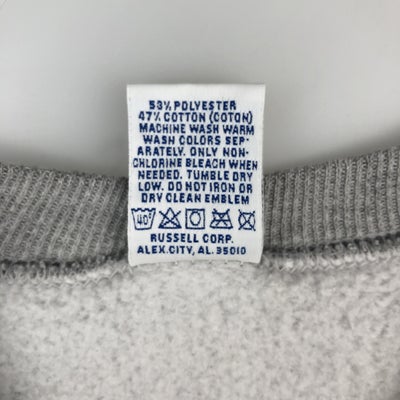 53% POLYESTER
47% COTTON (COTON)
MACHINE WASH WARM
WASH COLORS SEP-
ARATELY. ONLY NON-
CHLORINE BLEACH WHEN
NEEDED. TUMBLE DRY
LOW. DO NOT IRON OR
DRY CLEAN EMBLEM
40°
RUSSELL CORP.
ALEX.CITY, AL. 35010